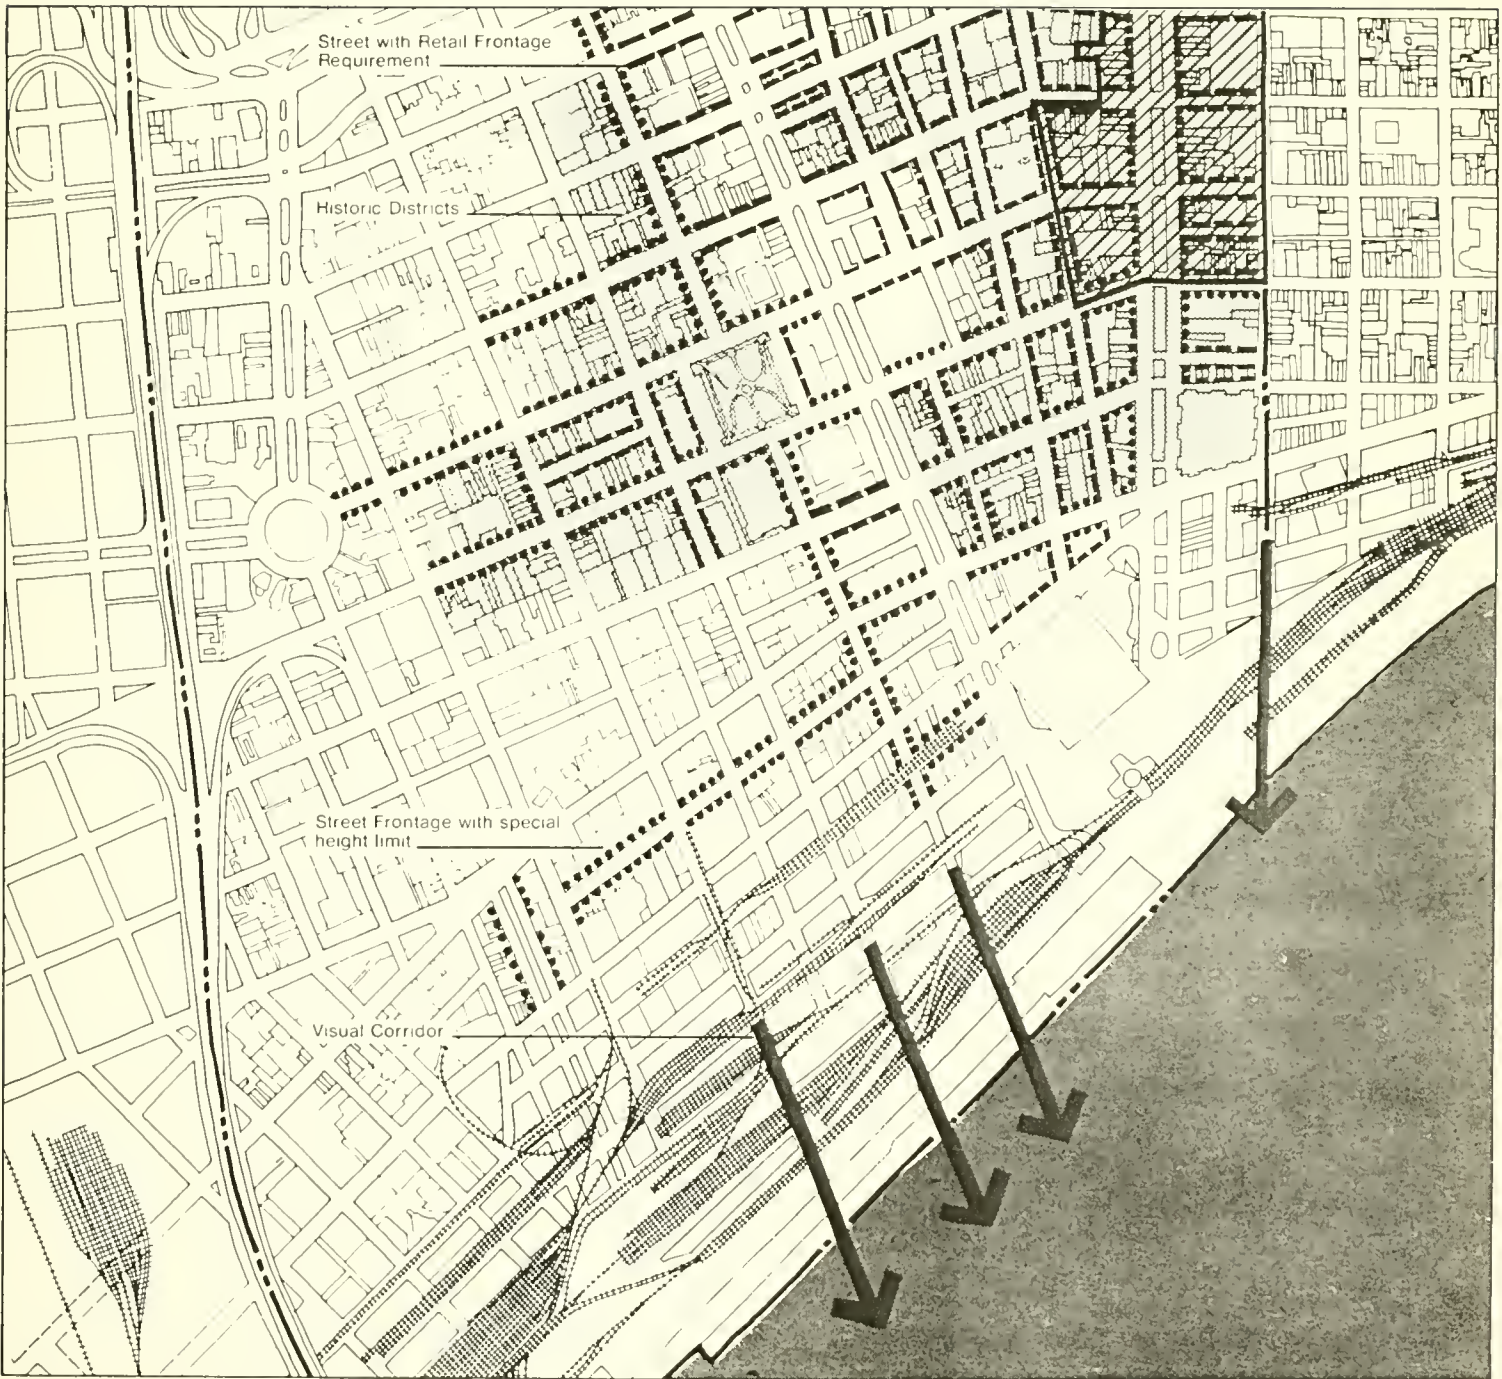 Street with Retail Frontage
Requirement
Historic Districts
Street Frontage with special
height limit
Visual Corridor